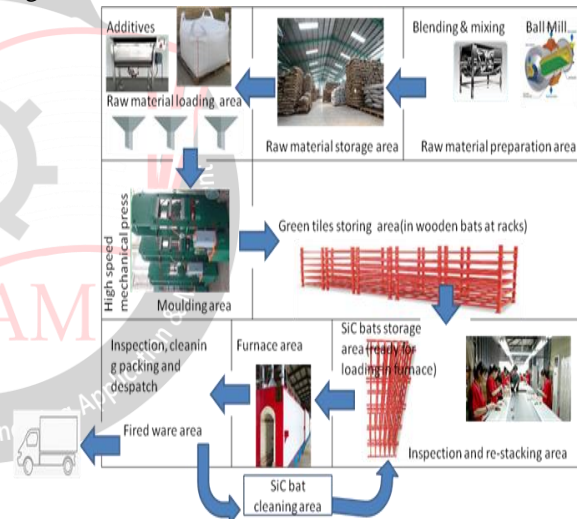 Additives
Blending & mixing
Ball Mill
Raw material loading area
Raw material storage area
Raw material preparation area
High speed
mechanical press
Green tiles storing area(in wooden bats at racks)
Moulding area
Inspection, cleanin
g packing and
despatch
Furnace area
SiC bats storage
area (ready for
loading in furnace)
Fired ware area
Inspection and re-stacking area
SiC bat
cleaning area
AM
Application &